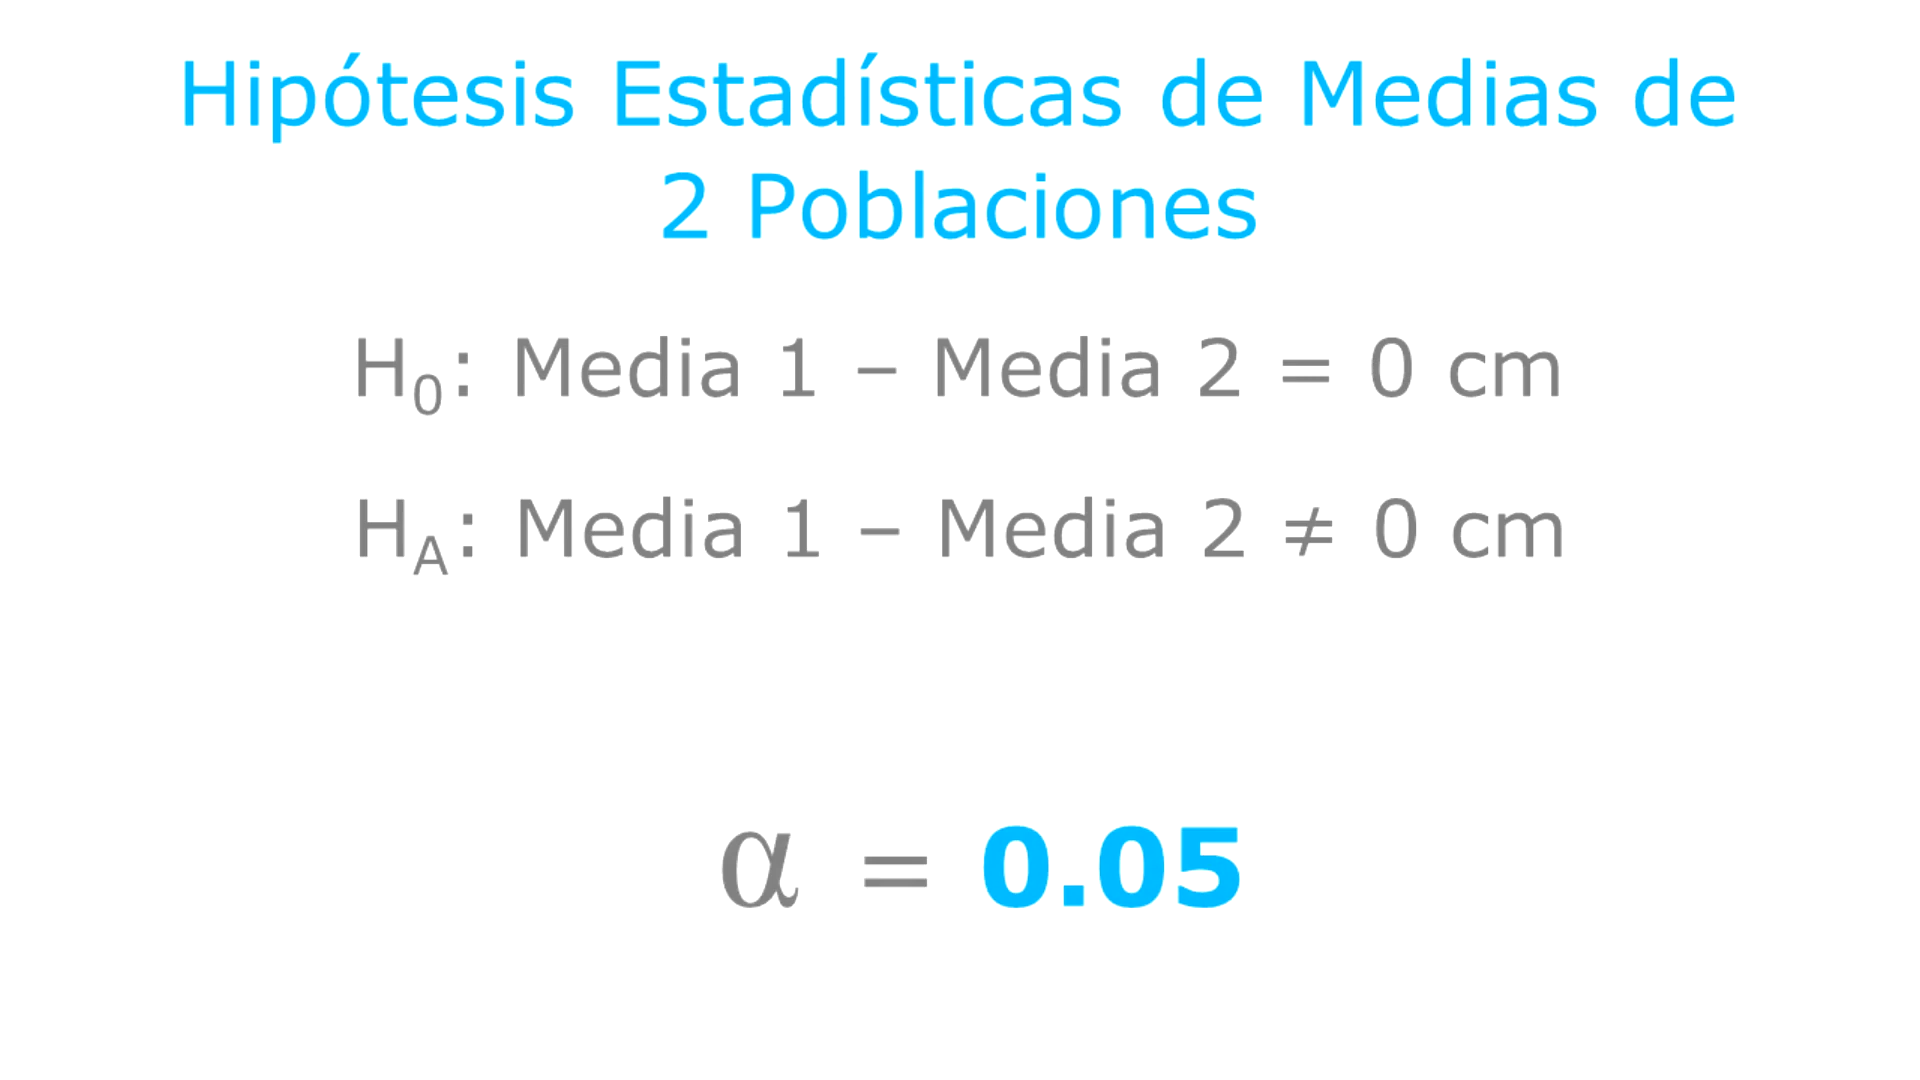 Hipótesis Estadísticas de Medias de
2 Poblaciones
H₀: Media 1 – Media 2 = 0 cm
H_A: Media 1 – Media 2 ≠ 0 cm
α = 0.05